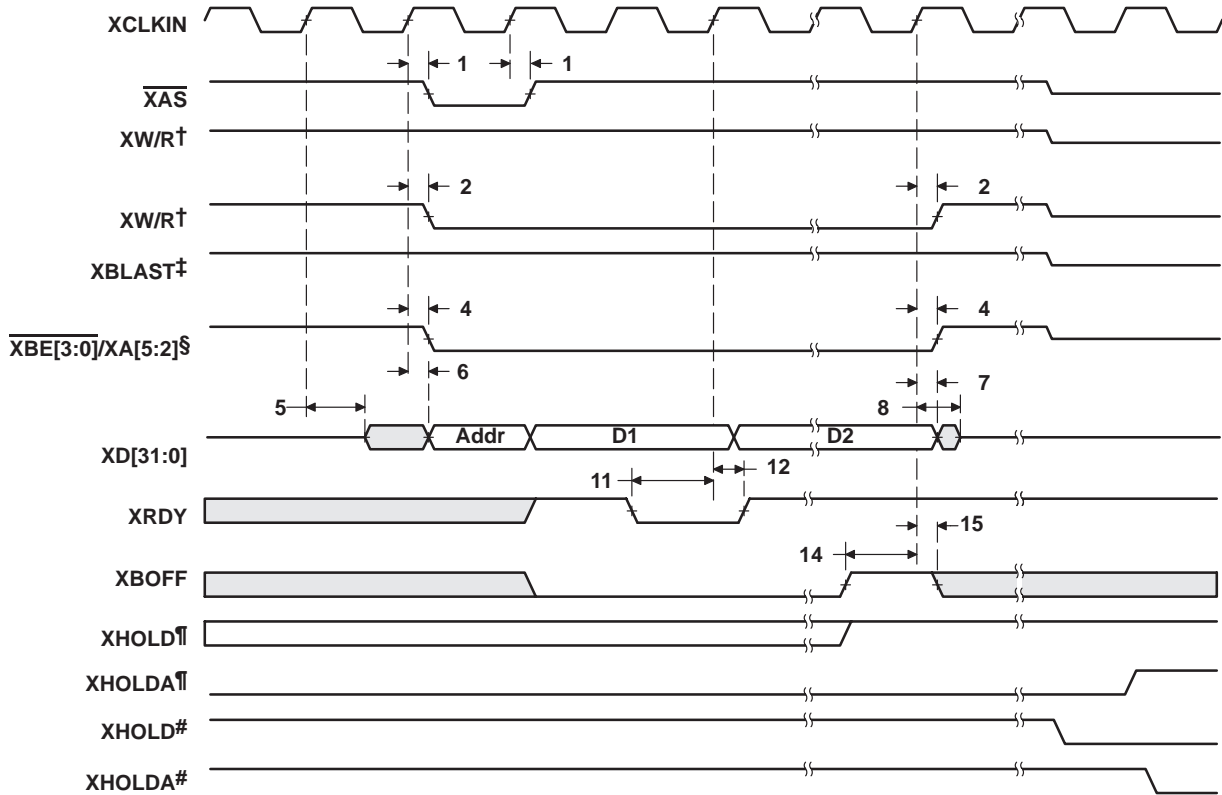 XCLKIN
1 1
XAS
XW/R†
2 2
XW/R†
XBLAST‡
4 4
XBE[3:0]/XA[5:2]§
6 7
5 8
XD[31:0] Addr D1 D2
11 12
XRDY
15
14
XBOFF
XHOLD¶
XHOLDA¶
XHOLD#
XHOLDA#